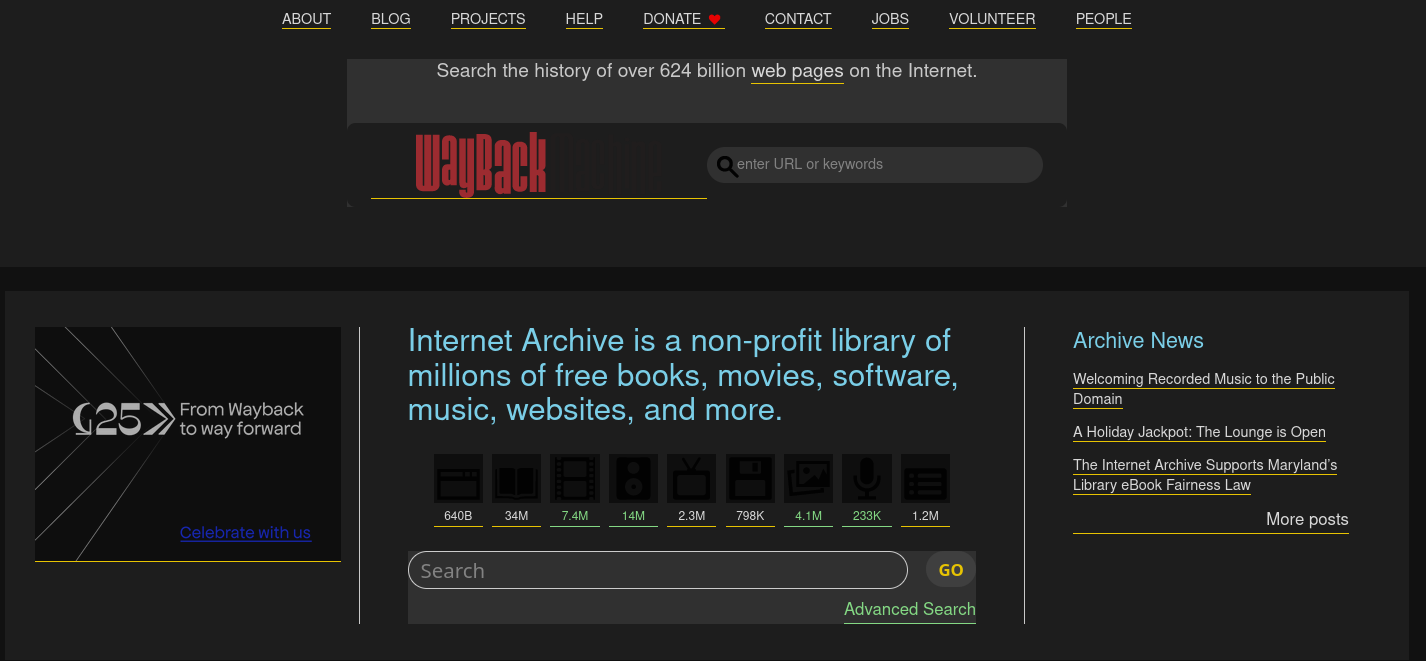 ABOUT BLOG PROJECTS HELP DONATE CONTACT JOBS VOLUNTEER PEOPLE
Search the history of over 624 billion web pages on the Internet.
WayBack
enter URL or keywords
25
From Wayback
to way forward
Celebrate with us
Internet Archive is a non-profit library of
millions of free books, movies, software,
music, websites, and more.
640B 34M 7.4M 14M 2.3M 798K 4.1M 233K 1.2M
Search GO
Advanced Search
Archive News
Welcoming Recorded Music to the Public
Domain
A Holiday Jackpot: The Lounge is Open
The Internet Archive Supports Maryland’s
Library eBook Fairness Law
More posts